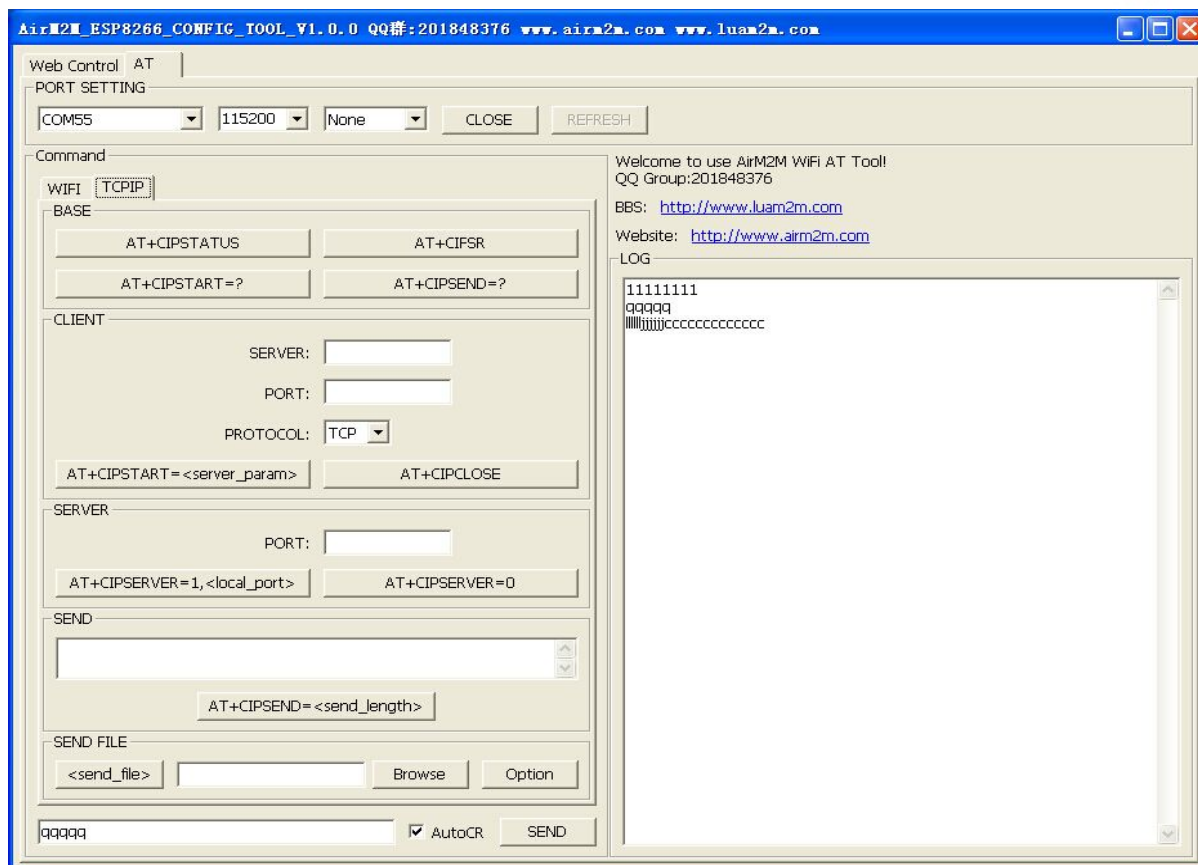 AirM2M_ESP8266_CONFIG_TOOL_V1.0.0 QQ群:201848376 www.airm2m.com www.luam2m.com
Web Control AT
PORT SETTING
COM55 115200 None CLOSE REFRESH
Command
WIFI TCPIP
BASE
AT+CIPSTATUS AT+CIFSR
AT+CIPSTART=? AT+CIPSEND=?
CLIENT
SERVER:
PORT:
PROTOCOL: TCP
AT+CIPSTART=<server_param> AT+CIPCLOSE
SERVER
PORT:
AT+CIPSERVER=1,<local_port> AT+CIPSERVER=0
SEND
AT+CIPSEND=<send_length>
SEND FILE
<send_file> Browse Option
qqqqq AutoCR SEND
Welcome to use AirM2M WiFi AT Tool!
QQ Group:201848376
BBS: http://www.luam2m.com
Website: http://www.airm2m.com
LOG
11111111
qqqqq